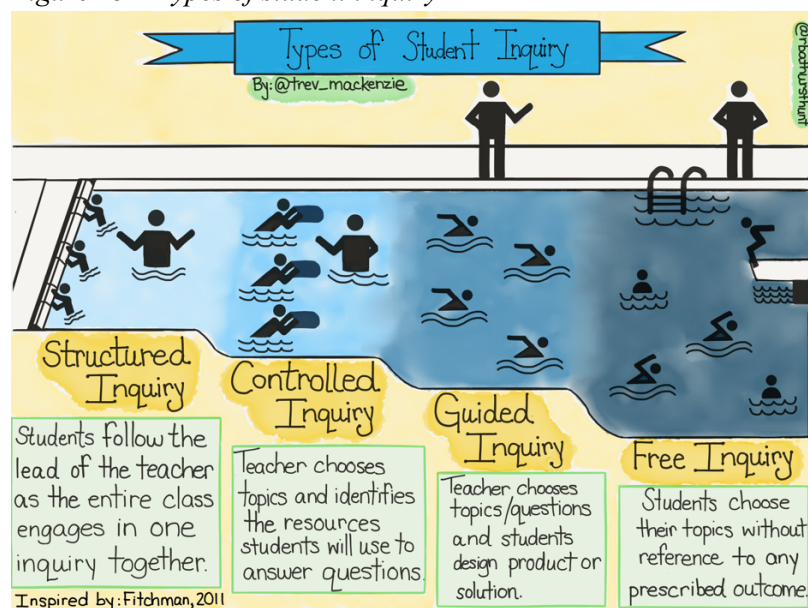 Types of Student Inquiry
By:@trev_mackenzie
Structured
Inquiry
Students follow the
lead of the teacher
as the entire class
engages in one
inquiry together.
Controlled
Inquiry
Teacher chooses
topics and identifies
the resources
students will use to
answer questions.
Guided
Inquiry
Teacher chooses
topics/questions
and students
design product or
solution.
Free Inquiry
Students choose
their topics without
reference to any
prescribed outcome
Inspired by:Fitchman, 2011